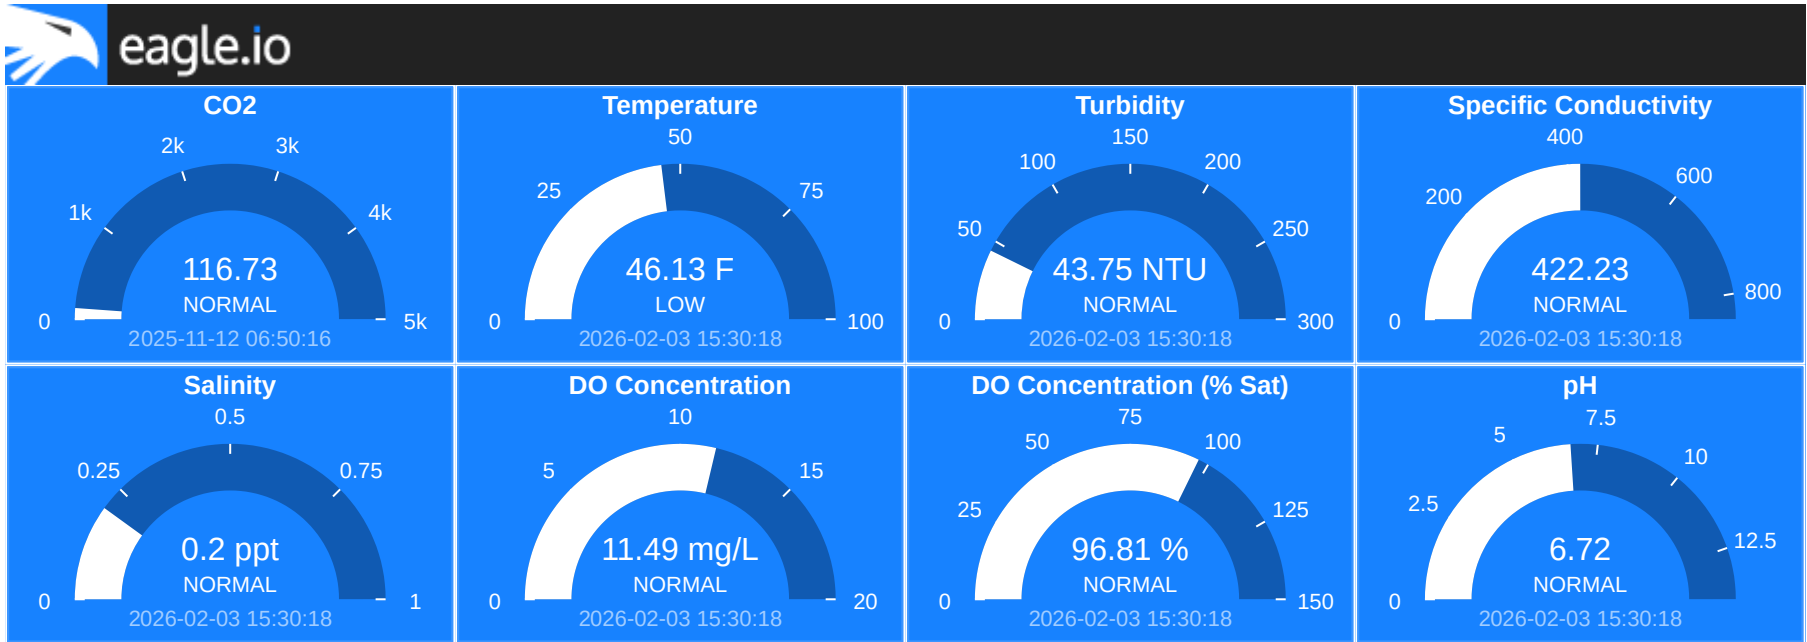 eagle.io
CO2
0
1k
2k
3k
4k
5k
116.73
NORMAL
2025-11-12 06:50:16
Temperature
0
25
50
75
100
46.13 F
LOW
2026-02-03 15:30:18
Turbidity
0
50
100
150
200
250
300
43.75 NTU
NORMAL
2026-02-03 15:30:18
Specific Conductivity
0
200
400
600
800
422.23
NORMAL
2026-02-03 15:30:18
Salinity
0
0.25
0.5
0.75
1
0.2 ppt
NORMAL
2026-02-03 15:30:18
DO Concentration
0
5
10
15
20
11.49 mg/L
NORMAL
2026-02-03 15:30:18
DO Concentration (% Sat)
0
25
50
75
100
125
150
96.81 %
NORMAL
2026-02-03 15:30:18
pH
0
2.5
5
7.5
10
12.5
6.72
NORMAL
2026-02-03 15:30:18